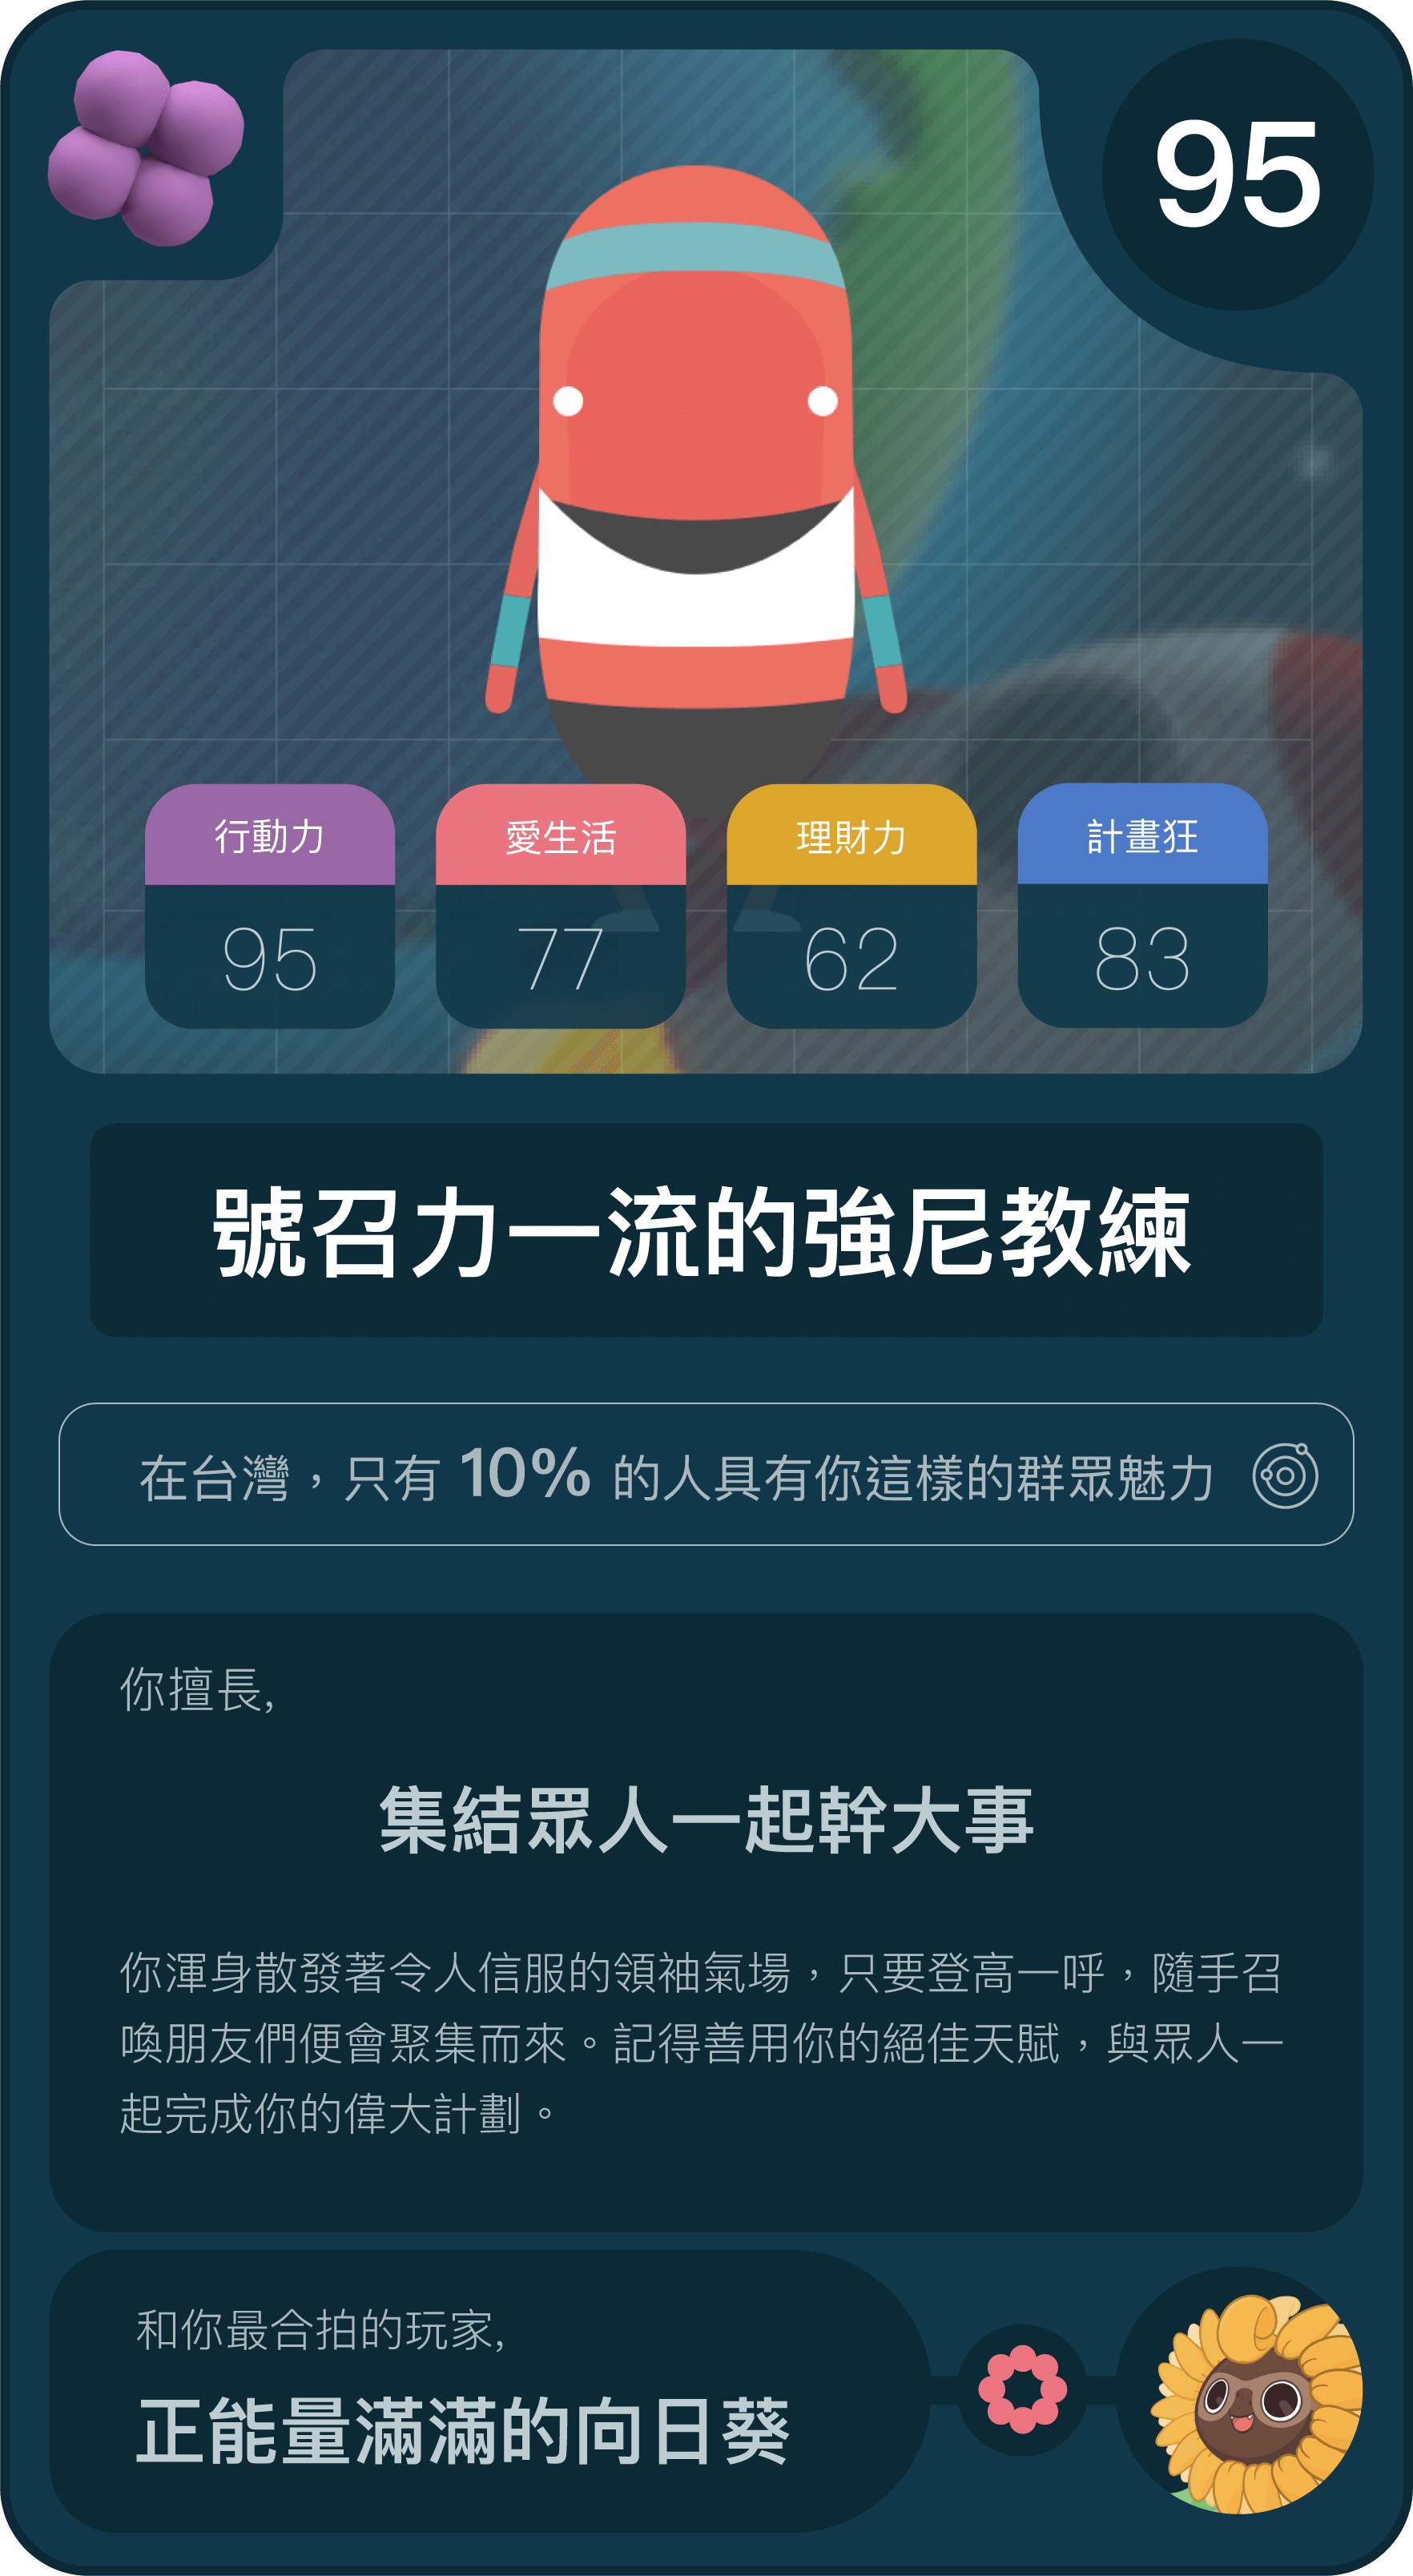 95
行動力
愛生活
理財力
計畫狂
95
77
62
83
號召力一流的強尼教練
在台灣，只有 10% 的人具有你這樣的群眾魅力
你擅長,
集結眾人一起幹大事
你渾身散發著令人信服的領袖氣場，只要登高一呼，隨手召
喚朋友們便會聚集而來。記得善用你的絕佳天賦，與眾人一
起完成你的偉大計劃。
和你最合拍的玩家,
正能量滿滿的向日葵